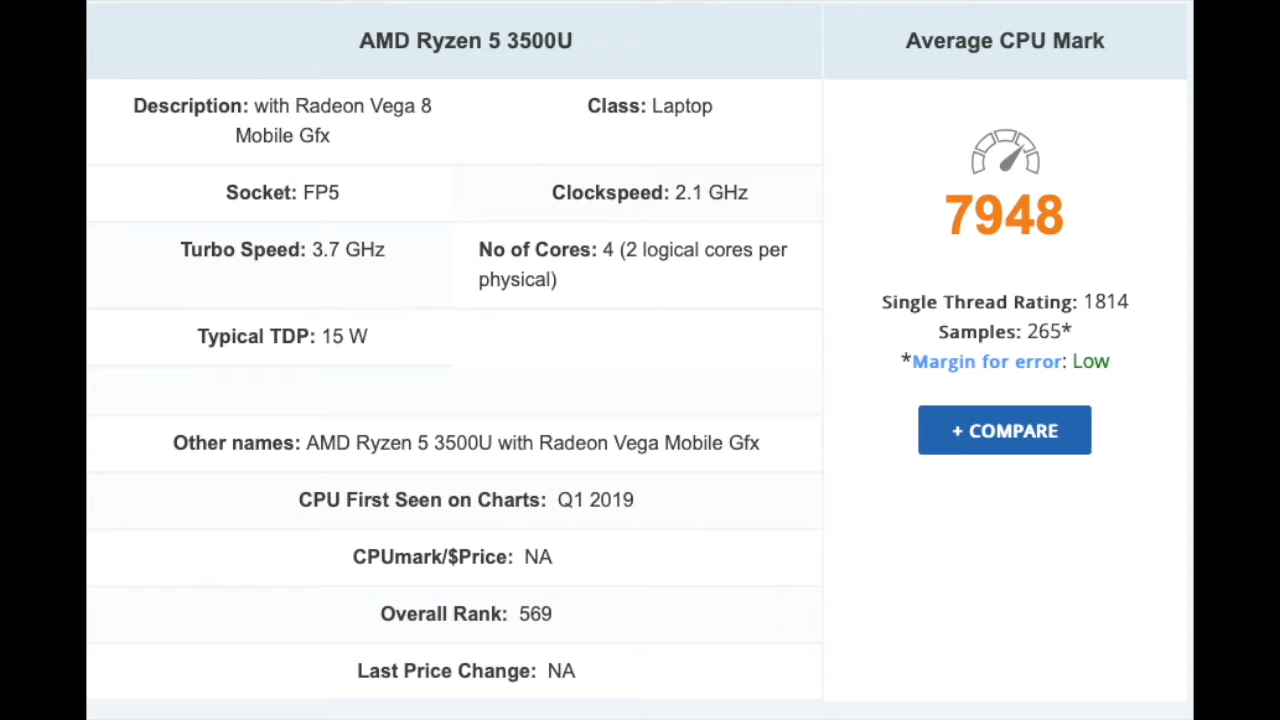 AMD Ryzen 5 3500U
Average CPU Mark
Description: with Radeon Vega 8
Mobile Gfx
Class: Laptop
Socket: FP5
Clockspeed: 2.1 GHz
Turbo Speed: 3.7 GHz
No of Cores: 4 (2 logical cores per
physical)
Typical TDP: 15 W
Other names: AMD Ryzen 5 3500U with Radeon Vega Mobile Gfx
CPU First Seen on Charts: Q1 2019
CPUmark/$Price: NA
Overall Rank: 569
Last Price Change: NA
7948
Single Thread Rating: 1814
Samples: 265*
*Margin for error: Low
+ COMPARE